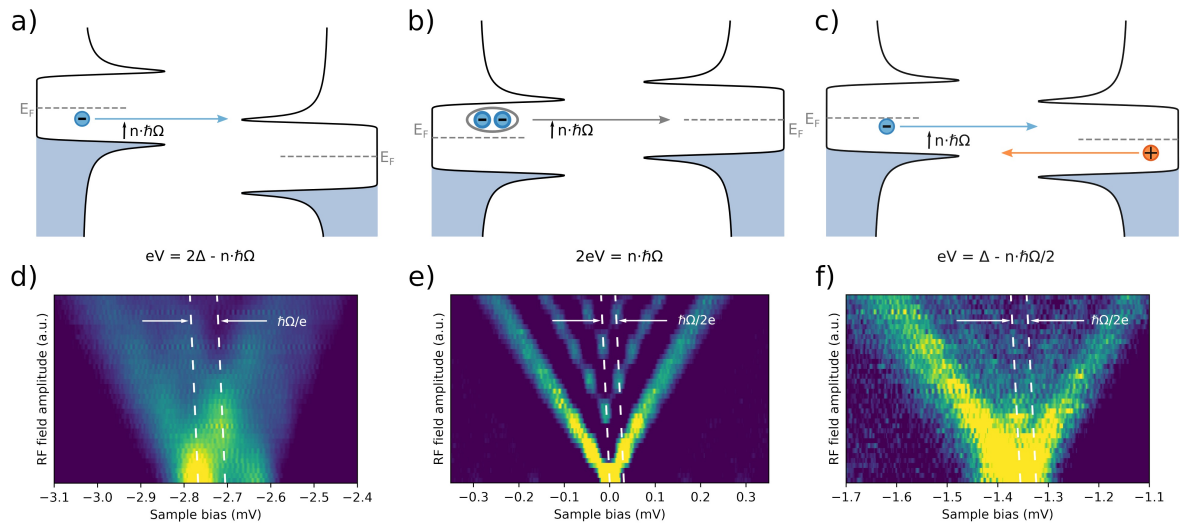 a)
b)
c)
E_F
E_F
n·ℏΩ
E_F
E_F
n·ℏΩ
E_F
E_F
n·ℏΩ
eV = 2Δ - n·ℏΩ
2eV = n·ℏΩ
eV = Δ - n·ℏΩ/2
d)
RF field amplitude (a.u.)
ℏΩ/e
−3.1 −3.0 −2.9 −2.8 −2.7 −2.6 −2.5 −2.4
Sample bias (mV)
e)
RF field amplitude (a.u.)
ℏΩ/2e
−0.3 −0.2 −0.1 0.0 0.1 0.2 0.3
Sample bias (mV)
f)
RF field amplitude (a.u.)
ℏΩ/2e
−1.7 −1.6 −1.5 −1.4 −1.3 −1.2 −1.1
Sample bias (mV)